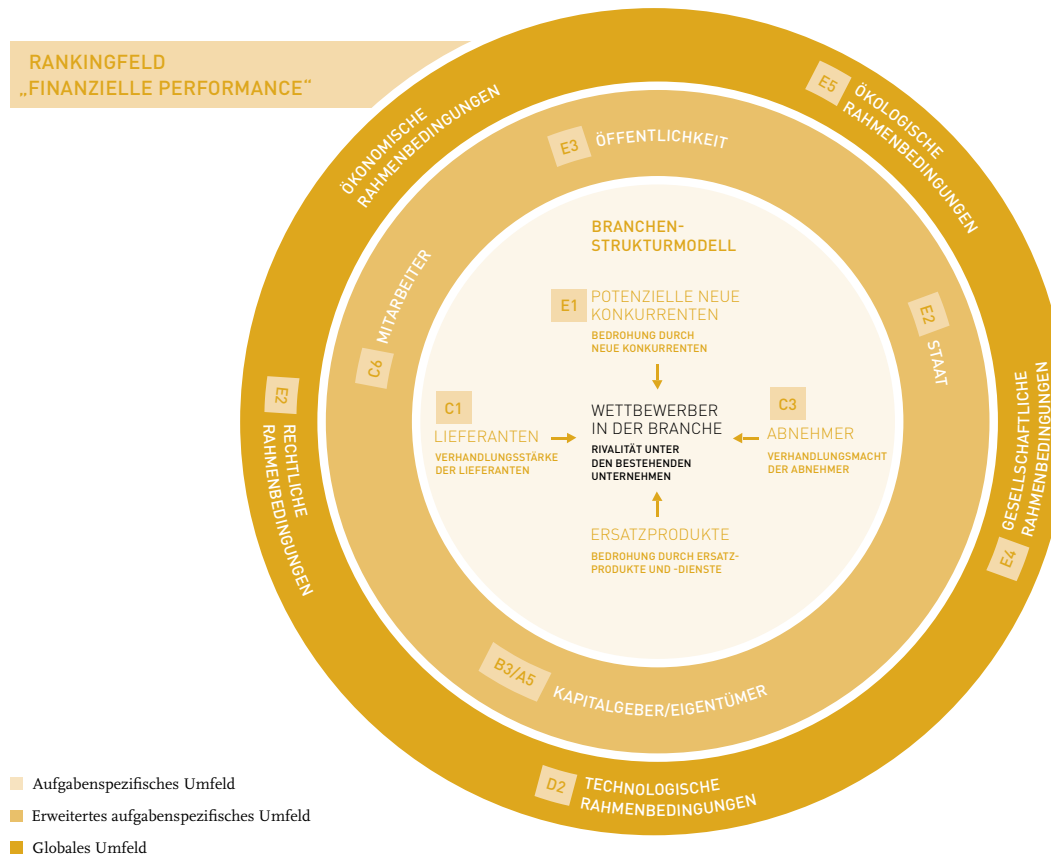 RANKINGFELD
„FINANZIELLE PERFORMANCE“
ÖKONOMISCHE
RAHMENBEDINGUNGEN
E5
ÖKOLOGISCHE
RAHMENBEDINGUNGEN
E3
ÖFFENTLICHKEIT
BRANCHEN-
STRUKTURMODELL
C6
MITARBEITER
E1
POTENZIELLE NEUE
KONKURRENTEN
BEDROHUNG DURCH
NEUE KONKURRENTEN
E2
STAAT
E2
RECHTLICHE
RAHMENBEDINGUNGEN
C1
LIEFERANTEN
VERHANDLUNGSSTÄRKE
DER LIEFERANTEN
WETTBEWERBER
IN DER BRANCHE
RIVALITÄT UNTER
DEN BESTEHENDEN
UNTERNEHMEN
C3
ABNEHMER
VERHANDLUNGSMACHT
DER ABNEHMER
E4
GESELLSCHAFTLICHE
RAHMENBEDINGUNGEN
ERSATZPRODUKTE
BEDROHUNG DURCH ERSATZ-
PRODUKTE UND -DIENSTE
B3/A5
KAPITALGEBER/EIGENTÜMER
D2
TECHNOLOGISCHE
RAHMENBEDINGUNGEN
Aufgabenspezifisches Umfeld
Erweitertes aufgabenspezifisches Umfeld
Globales Umfeld